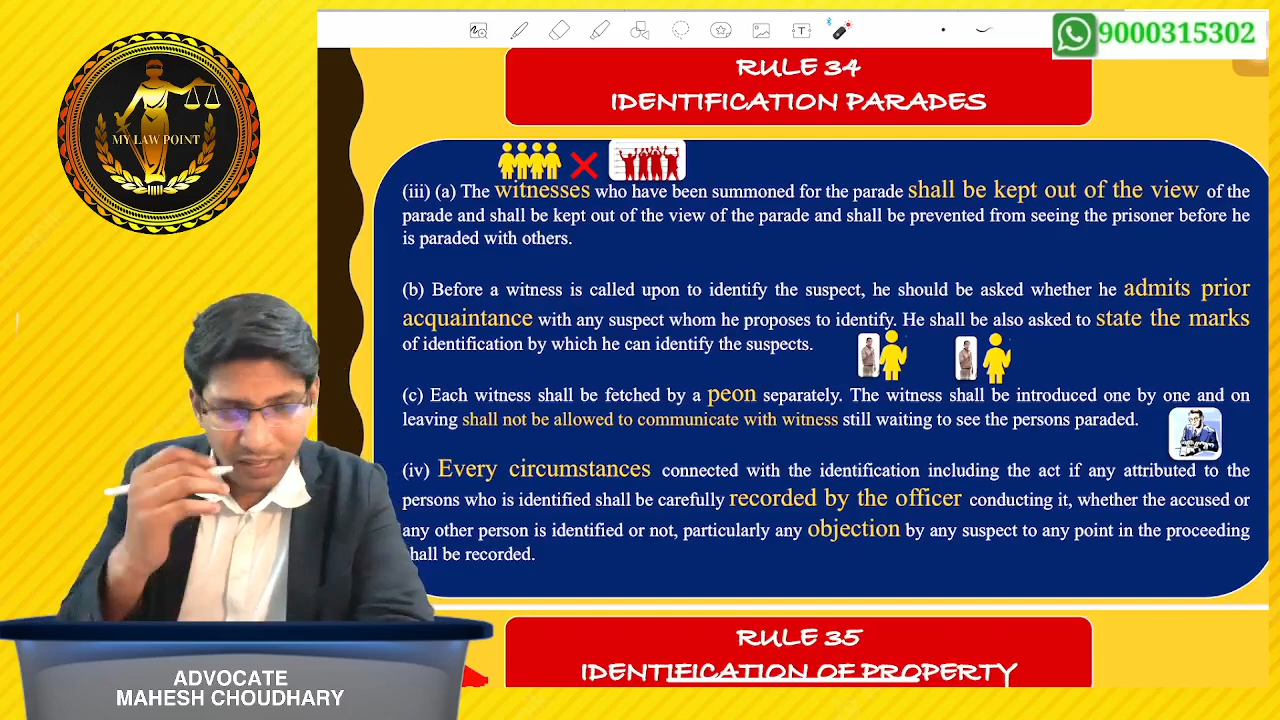 9000315302
RULE 34
IDENTIFICATION PARADES
MY LAW POINT
(iii) (a) The witnesses who have been summoned for the parade shall be kept out of the view of the
parade and shall be kept out of the view of the parade and shall be prevented from seeing the prisoner before he
is paraded with others.
(b) Before a witness is called upon to identify the suspect, he should be asked whether he admits prior
acquaintance with any suspect whom he proposes to identify. He shall be also asked to state the marks
of identification by which he can identify the suspects.
(c) Each witness shall be fetched by a peon separately. The witness shall be introduced one by one and on
leaving shall not be allowed to communicate with witness still waiting to see the persons paraded.
(iv) Every circumstances connected with the identification including the act if any attributed to the
persons who is identified shall be carefully recorded by the officer conducting it, whether the accused or
any other person is identified or not, particularly any objection by any suspect to any point in the proceeding
hall be recorded.
RULE 35
IDENTIFICATION OF PROPERTY
ADVOCATE
MAHESH CHOUDHARY